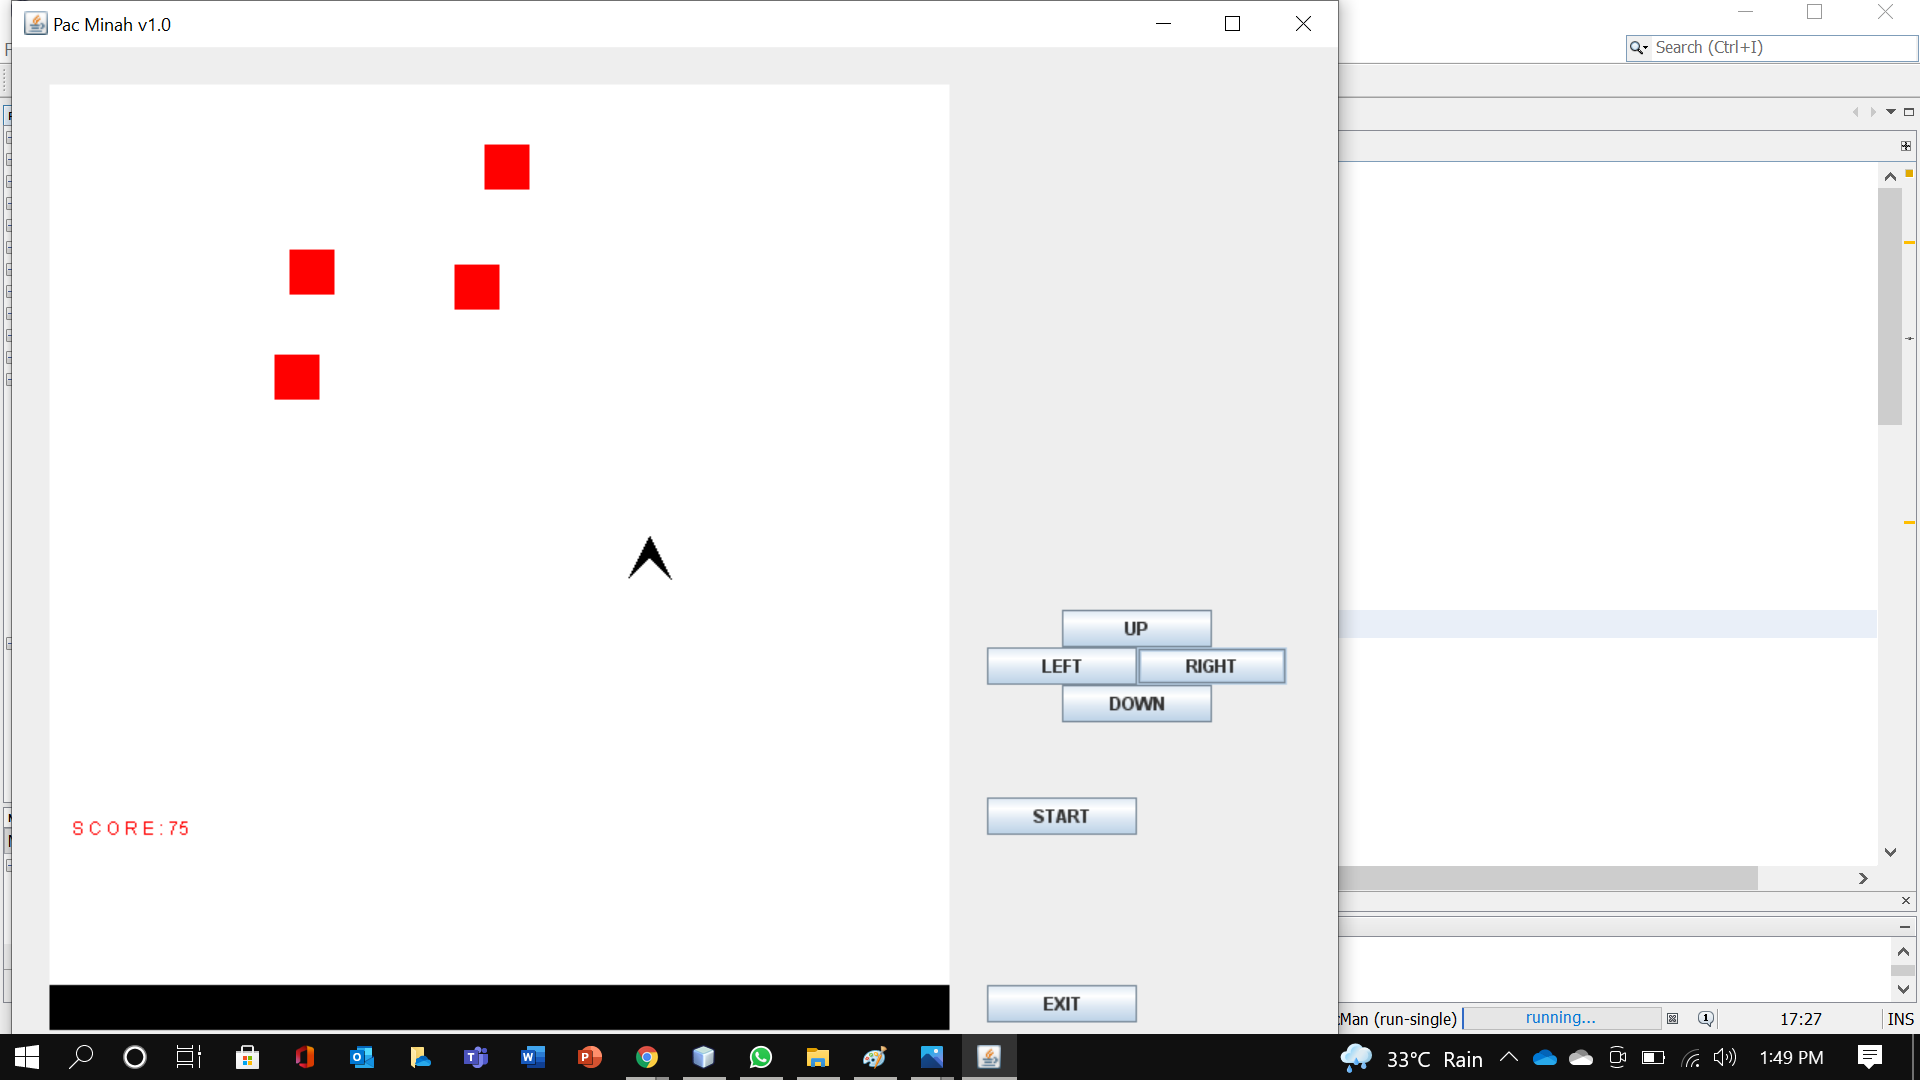 Pac Minah v1.0
Search (Ctrl+I)
UP
LEFT RIGHT
DOWN
START
SCORE:75
EXIT
Man (run-single) running... 17:27 INS
33°C Rain 1:49 PM